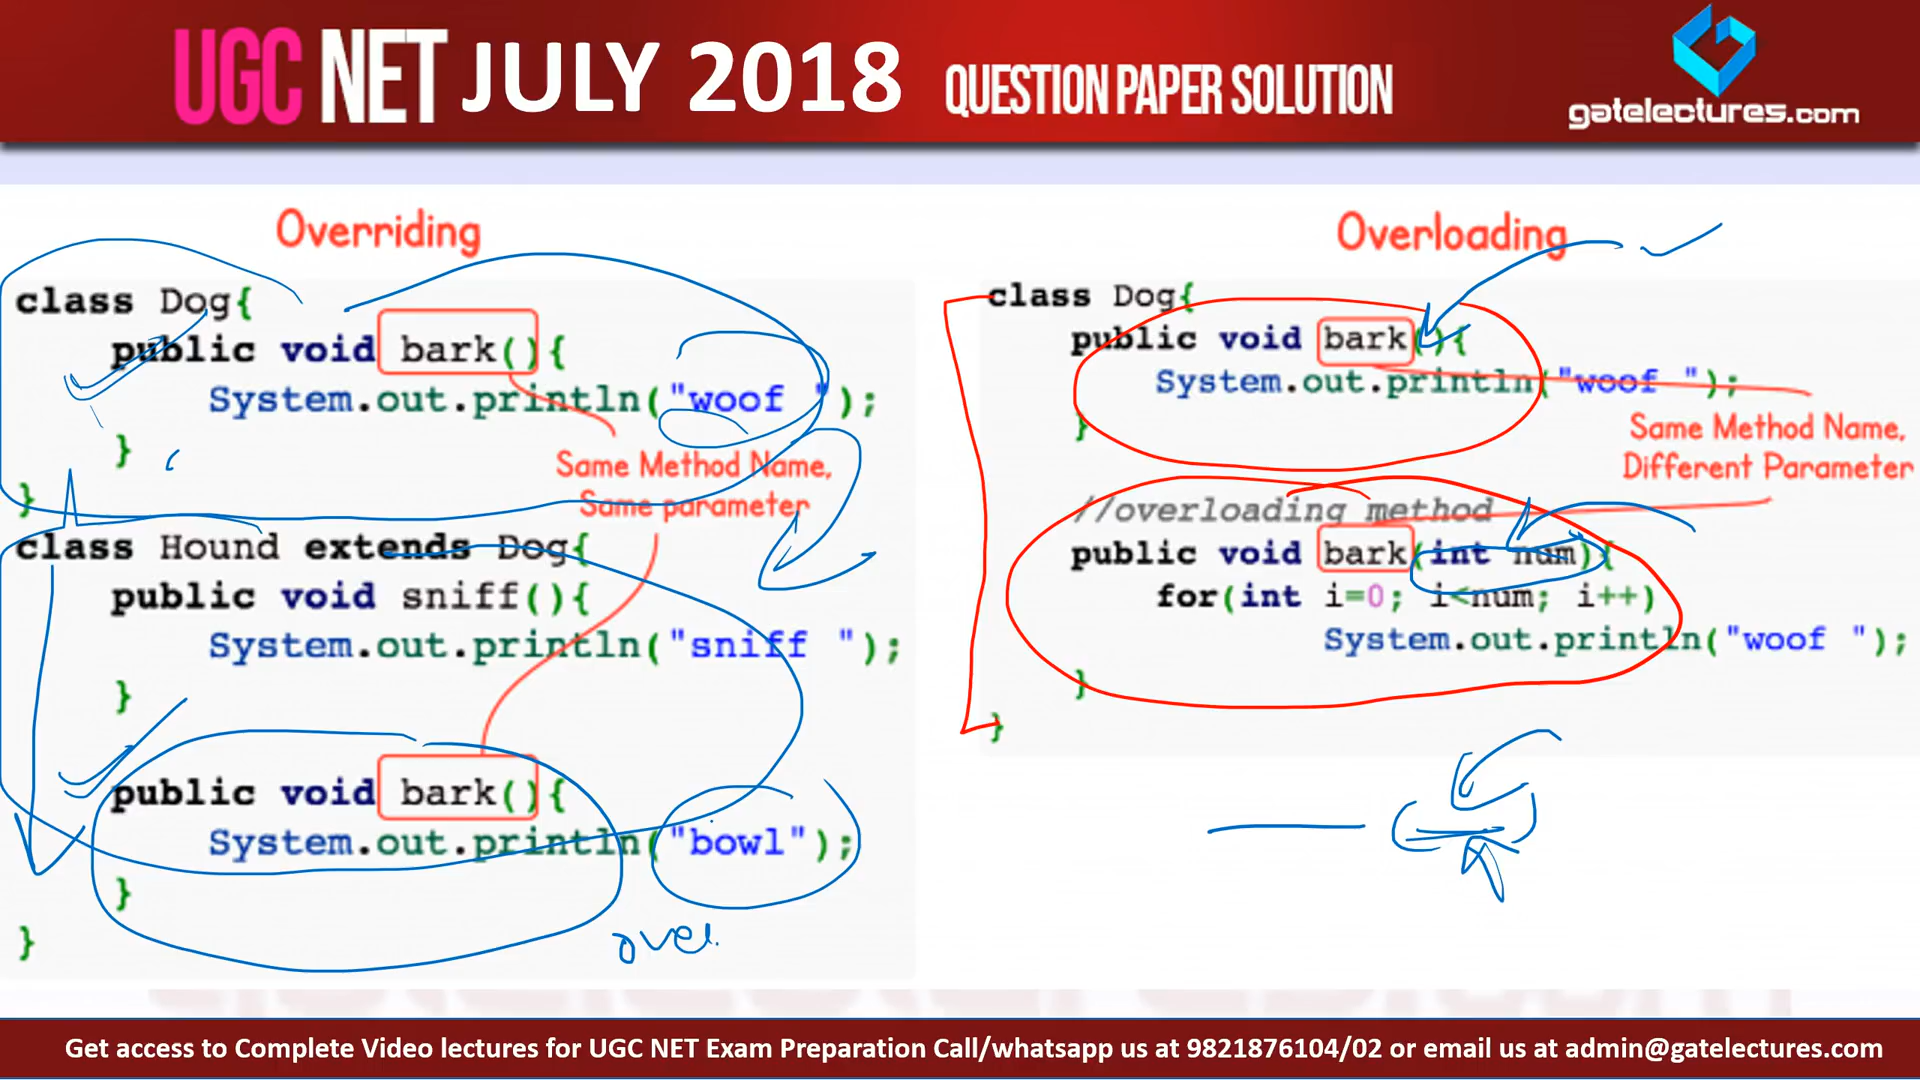 UGC NET JULY 2018 QUESTION PAPER SOLUTION
gatelectures.com
Overriding
class Dog{
public void bark(){
System.out.println("woof ");
}
}
Same Method Name,
Same parameter
class Hound extends Dog{
public void sniff(){
System.out.println("sniff ");
}
public void bark(){
System.out.println("bowl");
}
}
over
Overloading
class Dog{
public void bark(){
System.out.println("woof ");
}
Same Method Name,
Different Parameter
//overloading method
public void bark(int num){
for(int i=0; i<num; i++)
System.out.println("woof ");
}
}
Get access to Complete Video lectures for UGC NET Exam Preparation Call/whatsapp us at 9821876104/02 or email us at admin@gatelectures.com